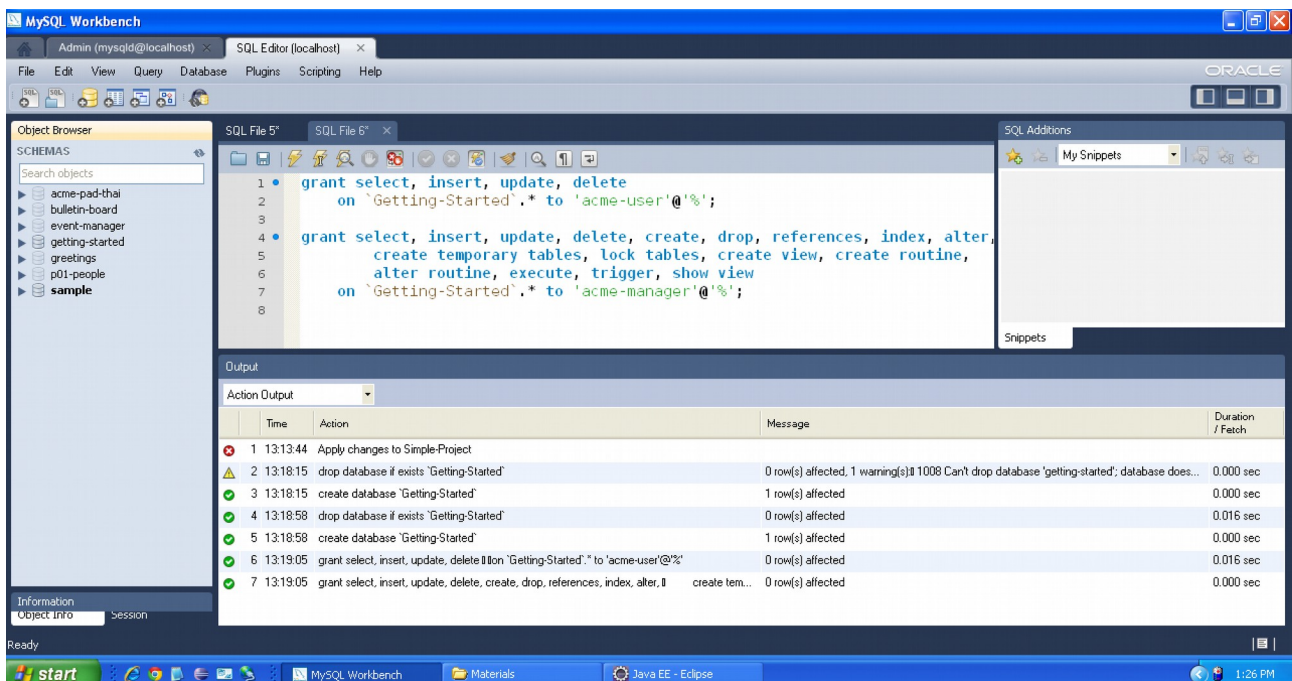 MySQL Workbench
Admin (mysqld@localhost)
SQL Editor (localhost)
File Edit View Query Database Plugins Scripting Help
ORACLE
Object Browser
SCHEMAS
Search objects
acme-pad-thai
bulletin-board
event-manager
getting-started
greetings
p01-people
sample
Information
Object Info Session
SQL File 5*
SQL File 6*
1 grant select, insert, update, delete
2 on `Getting-Started`.* to 'acme-user'@'%';
3
4 grant select, insert, update, delete, create, drop, references, index, alter,
5 create temporary tables, lock tables, create view, create routine,
6 alter routine, execute, trigger, show view
7 on `Getting-Started`.* to 'acme-manager'@'%';
8
SQL Additions
My Snippets
Snippets
Output
Action Output
Time Action Message Duration / Fetch
1 13:13:44 Apply changes to Simple-Project
2 13:18:15 drop database if exists `Getting-Started` 0 row(s) affected, 1 warning(s): 1008 Can't drop database 'getting-started'; database does... 0.000 sec
3 13:18:15 create database `Getting-Started` 1 row(s) affected 0.000 sec
4 13:18:58 drop database if exists `Getting-Started` 0 row(s) affected 0.016 sec
5 13:18:58 create database `Getting-Started` 1 row(s) affected 0.000 sec
6 13:19:05 grant select, insert, update, delete on `Getting-Started`.* to 'acme-user'@'%' 0 row(s) affected 0.016 sec
7 13:19:05 grant select, insert, update, delete, create, drop, references, index, alter, create tem... 0 row(s) affected 0.000 sec
Ready
start
MySQL Workbench
Materials
Java EE - Eclipse
1:26 PM